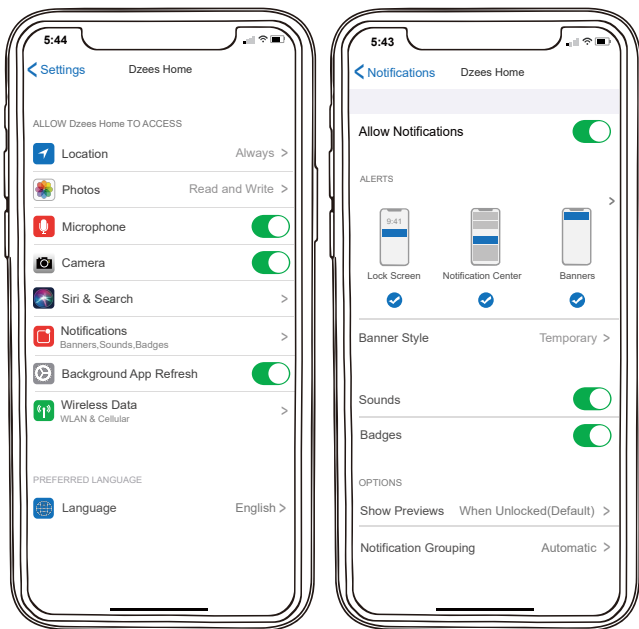 5:44
Settings
Dzees Home
ALLOW Dzees Home TO ACCESS
Location
Always >
Photos
Read and Write >
Microphone
Camera
Siri & Search
>
Notifications
Banners,Sounds,Badges
>
Background App Refresh
Wireless Data
WLAN & Cellular
>
PREFERRED LANGUAGE
Language
English >
5:43
Notifications
Dzees Home
Allow Notifications
ALERTS
>
9:41
Lock Screen
Notification Center
Banners
Banner Style
Temporary >
Sounds
Badges
OPTIONS
Show Previews
When Unlocked(Default) >
Notification Grouping
Automatic >